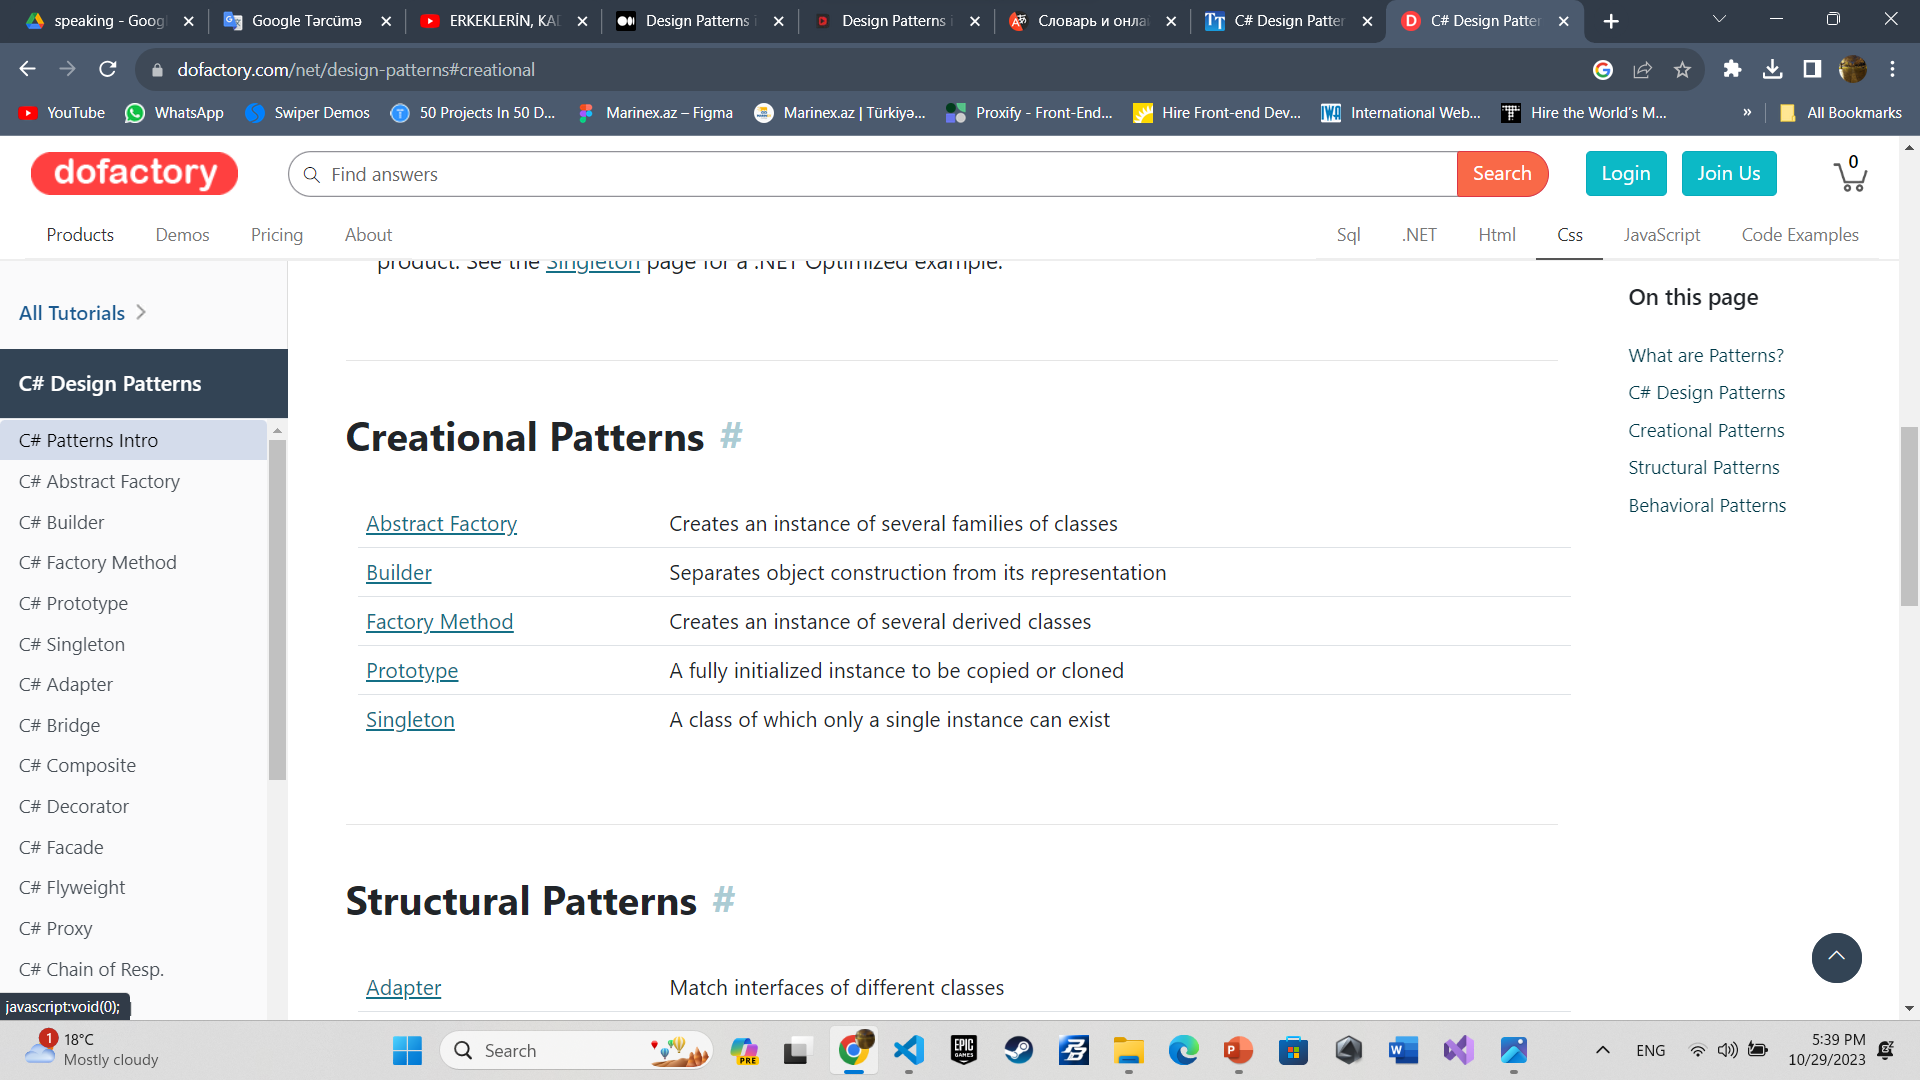 speaking - Goog
Google Tərcümə
ERKEKLERİN, KAD
Design Patterns i
Design Patterns i
Словарь и онла
C# Design Patter
C# Design Patter
dofactory.com/net/design-patterns#creational
YouTube
WhatsApp
Swiper Demos
50 Projects In 50 D...
Marinex.az – Figma
Marinex.az | Türkiyə...
Proxify - Front-End...
Hire Front-end Dev...
International Web...
Hire the World's M...
»
All Bookmarks
dofactory
Find answers
Search
Login
Join Us
0
Products
Demos
Pricing
About
Sql
.NET
Html
Css
JavaScript
Code Examples
product. See the Singleton page for a .NET Optimized example.
All Tutorials
C# Design Patterns
C# Patterns Intro
C# Abstract Factory
C# Builder
C# Factory Method
C# Prototype
C# Singleton
C# Adapter
C# Bridge
C# Composite
C# Decorator
C# Facade
C# Flyweight
C# Proxy
C# Chain of Resp.
javascript:void(0);
Creational Patterns #
Abstract Factory Creates an instance of several families of classes
Builder Separates object construction from its representation
Factory Method Creates an instance of several derived classes
Prototype A fully initialized instance to be copied or cloned
Singleton A class of which only a single instance can exist
Structural Patterns #
Adapter Match interfaces of different classes
On this page
What are Patterns?
C# Design Patterns
Creational Patterns
Structural Patterns
Behavioral Patterns
1
18°C
Mostly cloudy
Search
PRE
EPIC
GAMES
ENG
5:39 PM
10/29/2023